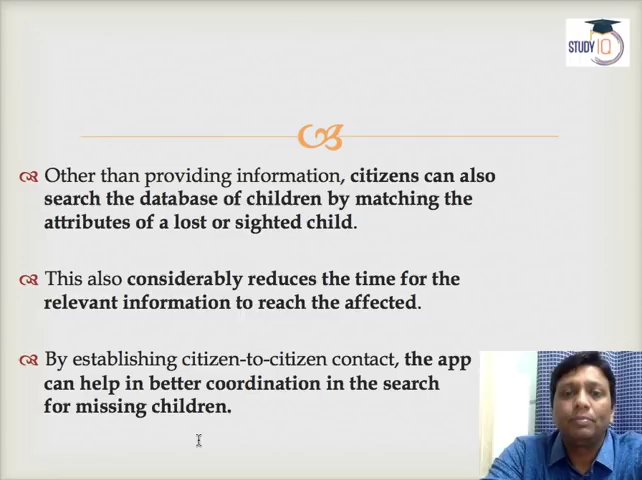 STUDY IQ
Other than providing information, citizens can also
search the database of children by matching the
attributes of a lost or sighted child.
This also considerably reduces the time for the
relevant information to reach the affected.
By establishing citizen-to-citizen contact, the app
can help in better coordination in the search
for missing children.